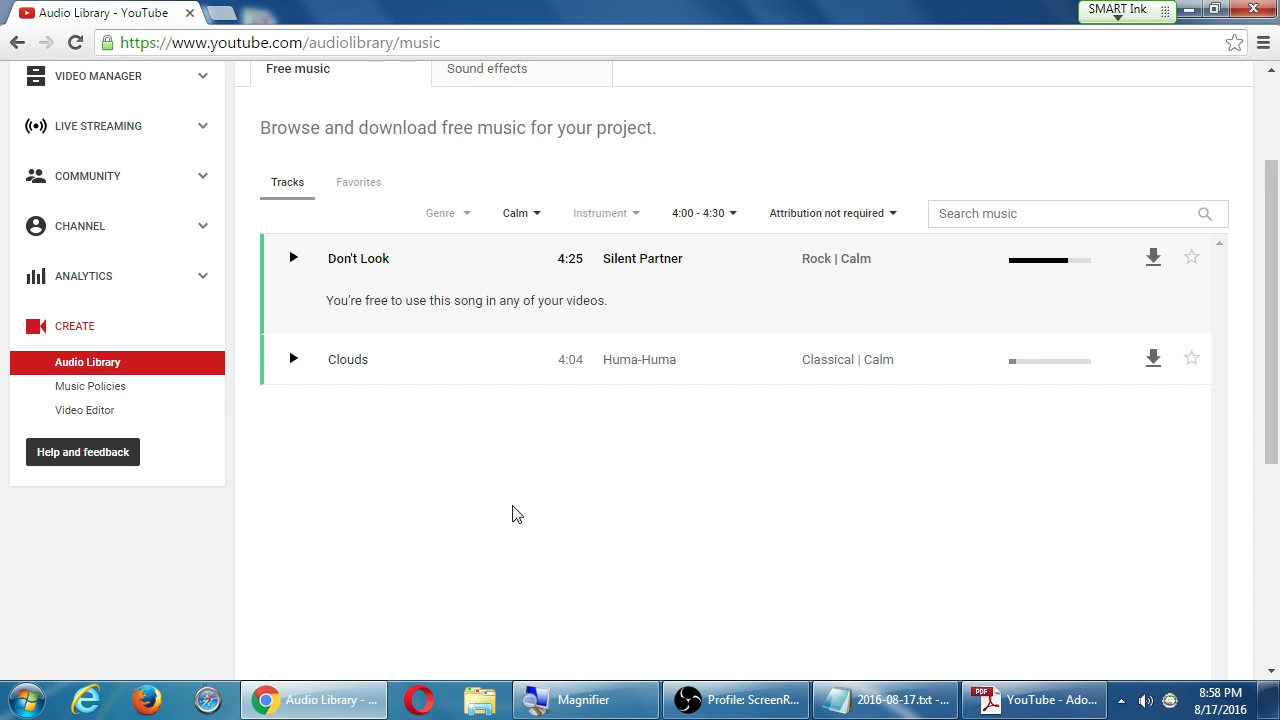 Audio Library - YouTube
SMART Ink
https://www.youtube.com/audiolibrary/music
VIDEO MANAGER
LIVE STREAMING
COMMUNITY
CHANNEL
ANALYTICS
CREATE
Audio Library
Music Policies
Video Editor
Help and feedback
Free music Sound effects
Browse and download free music for your project.
Tracks Favorites
Genre Calm Instrument 4:00 - 4:30 Attribution not required Search music
Don't Look 4:25 Silent Partner Rock | Calm
You're free to use this song in any of your videos.
Clouds 4:04 Huma-Huma Classical | Calm
Audio Library - ... Magnifier Profile: ScreenR... 2016-08-17.txt -... PDF YouTube - Ado... 8:58 PM
8/17/2016